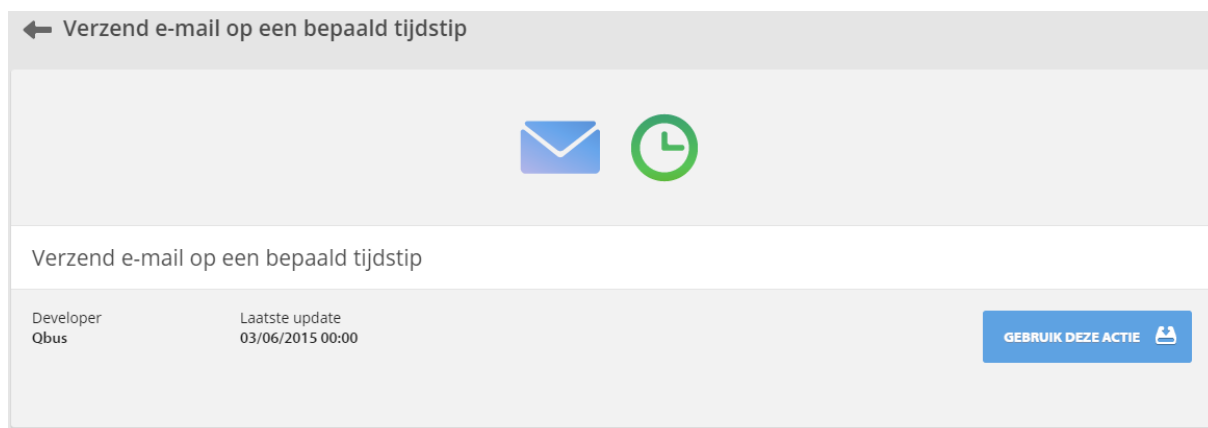 Verzend e-mail op een bepaald tijdstip
Verzend e-mail op een bepaald tijdstip
Developer
Qbus
Laatste update
03/06/2015 00:00
GEBRUIK DEZE ACTIE